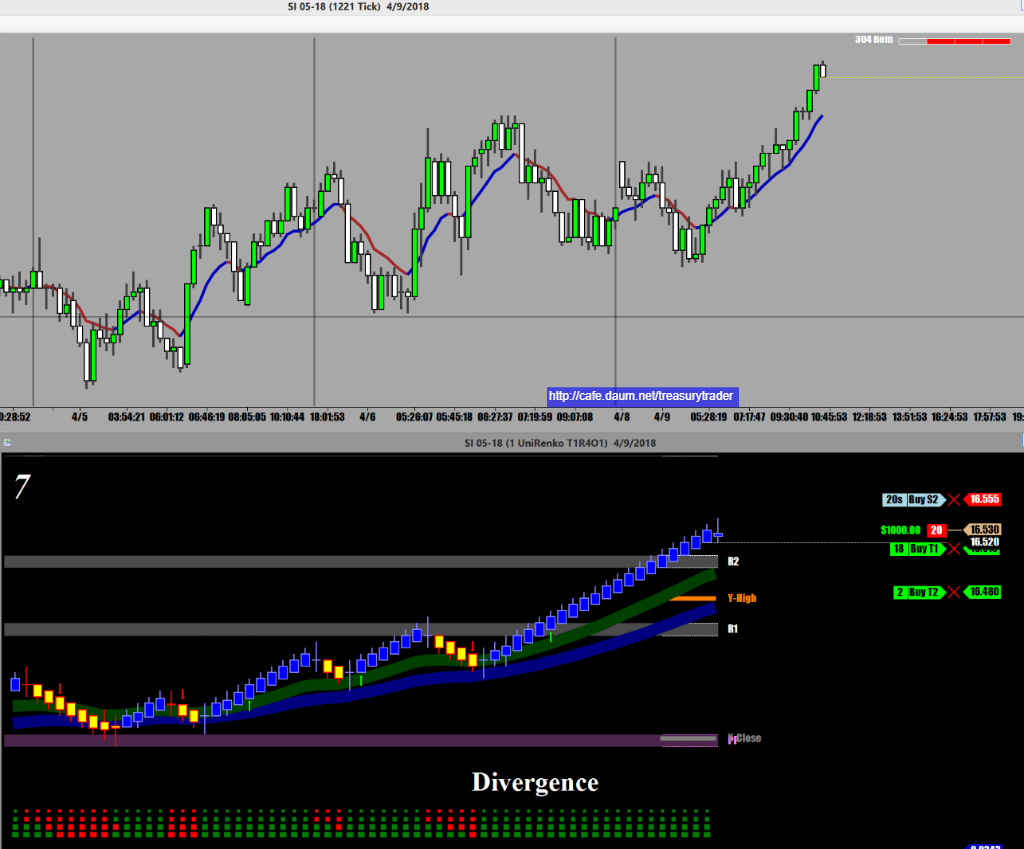 SI 05-18 (1221 Tick)  4/9/2018
304 Rem
http://cafe.daum.net/treasurytrader
4/5 03:54:21 06:01:12 06:46:19 08:05:05 10:10:44 18:01:53 4/6 05:26:07 05:45:18 06:27:37 07:19:59 09:07:08 4/8 4/9 05:28:19 07:17:47 09:30:40 10:45:53 12:18:53 13:51:53 16:24:53 17:57:53
SI 05-18 (1 UniRenko T1R4O1)  4/9/2018
7
20s Buy S2 16.555
$1000.00 20 16.530
16.520
18 Buy T1
R2
2 Buy T2 16.480
Y-High
R1
Close
Divergence